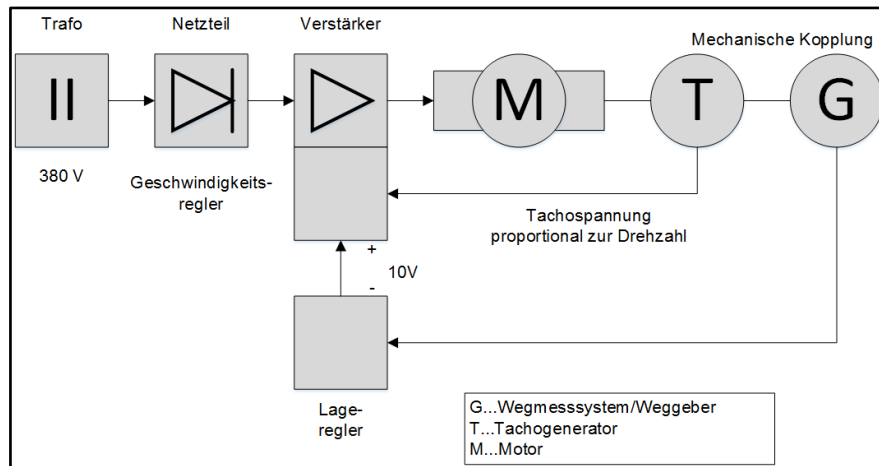 Trafo
Netzteil
Verstärker
Mechanische Kopplung
II
M
T
G
380 V
Geschwindigkeits-
regler
Tachospannung
proportional zur Drehzahl
+
10V
-
Lage-
regler
G...Wegmesssystem/Weggeber
T...Tachogenerator
M...Motor